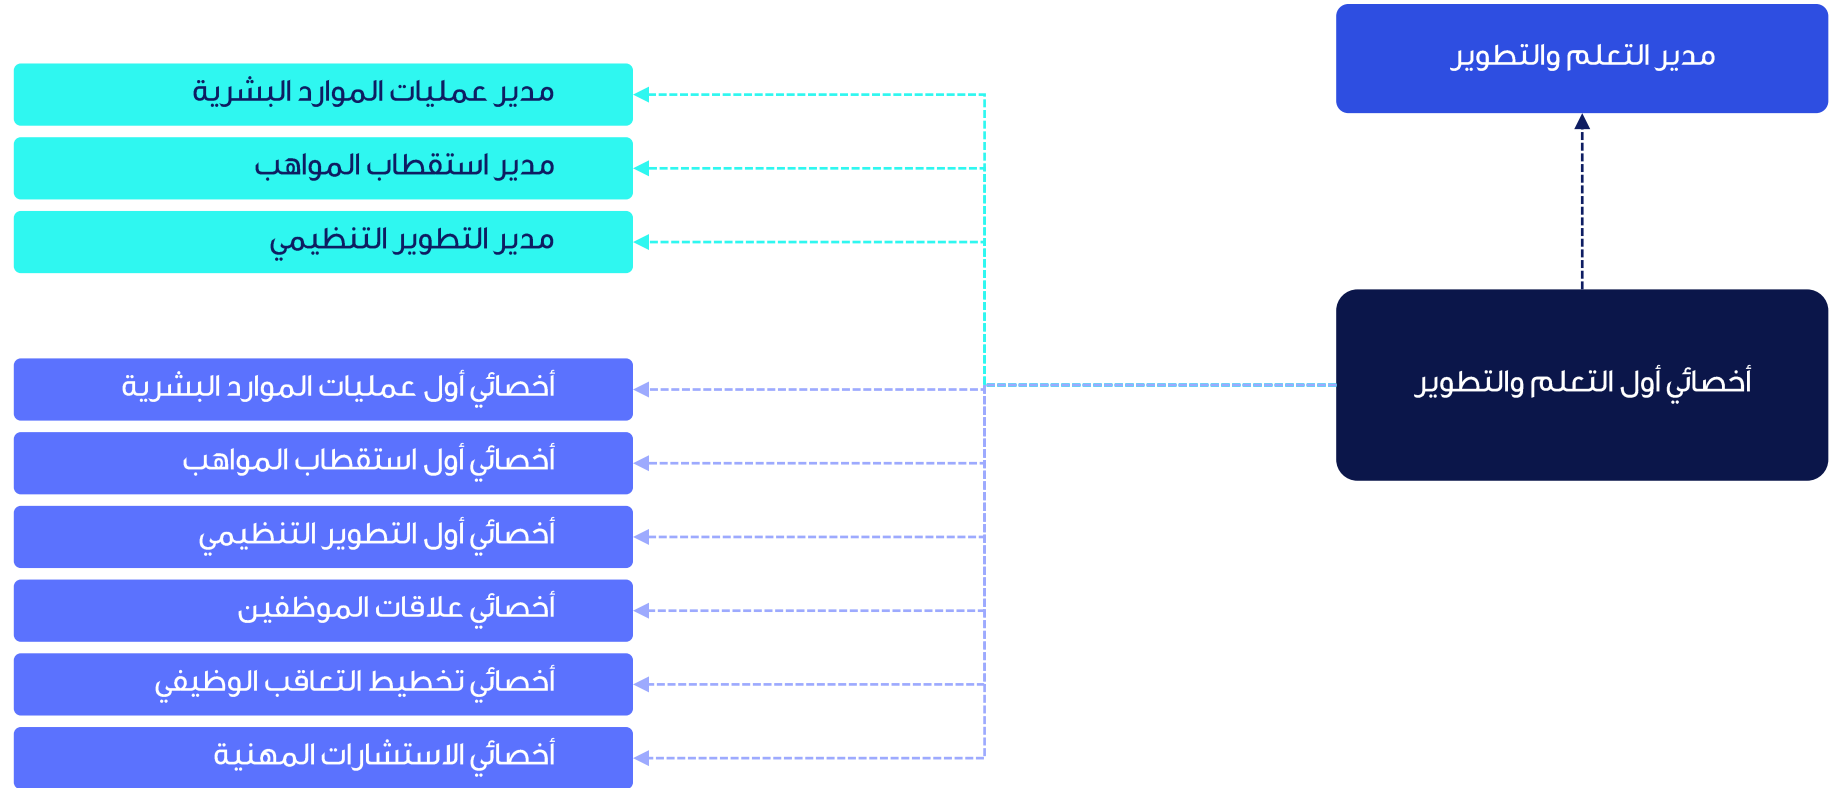 مدير التعلم والتطوير
أخصائي أول التعلم والتطوير
مدير عمليات الموارد البشرية
مدير استقطاب المواهب
مدير التطوير التنظيمي
أخصائي أول عمليات الموارد البشرية
أخصائي أول استقطاب المواهب
أخصائي أول التطوير التنظيمي
أخصائي علاقات الموظفين
أخصائي تخطيط التعاقب الوظيفي
أخصائي الاستشارات المهنية